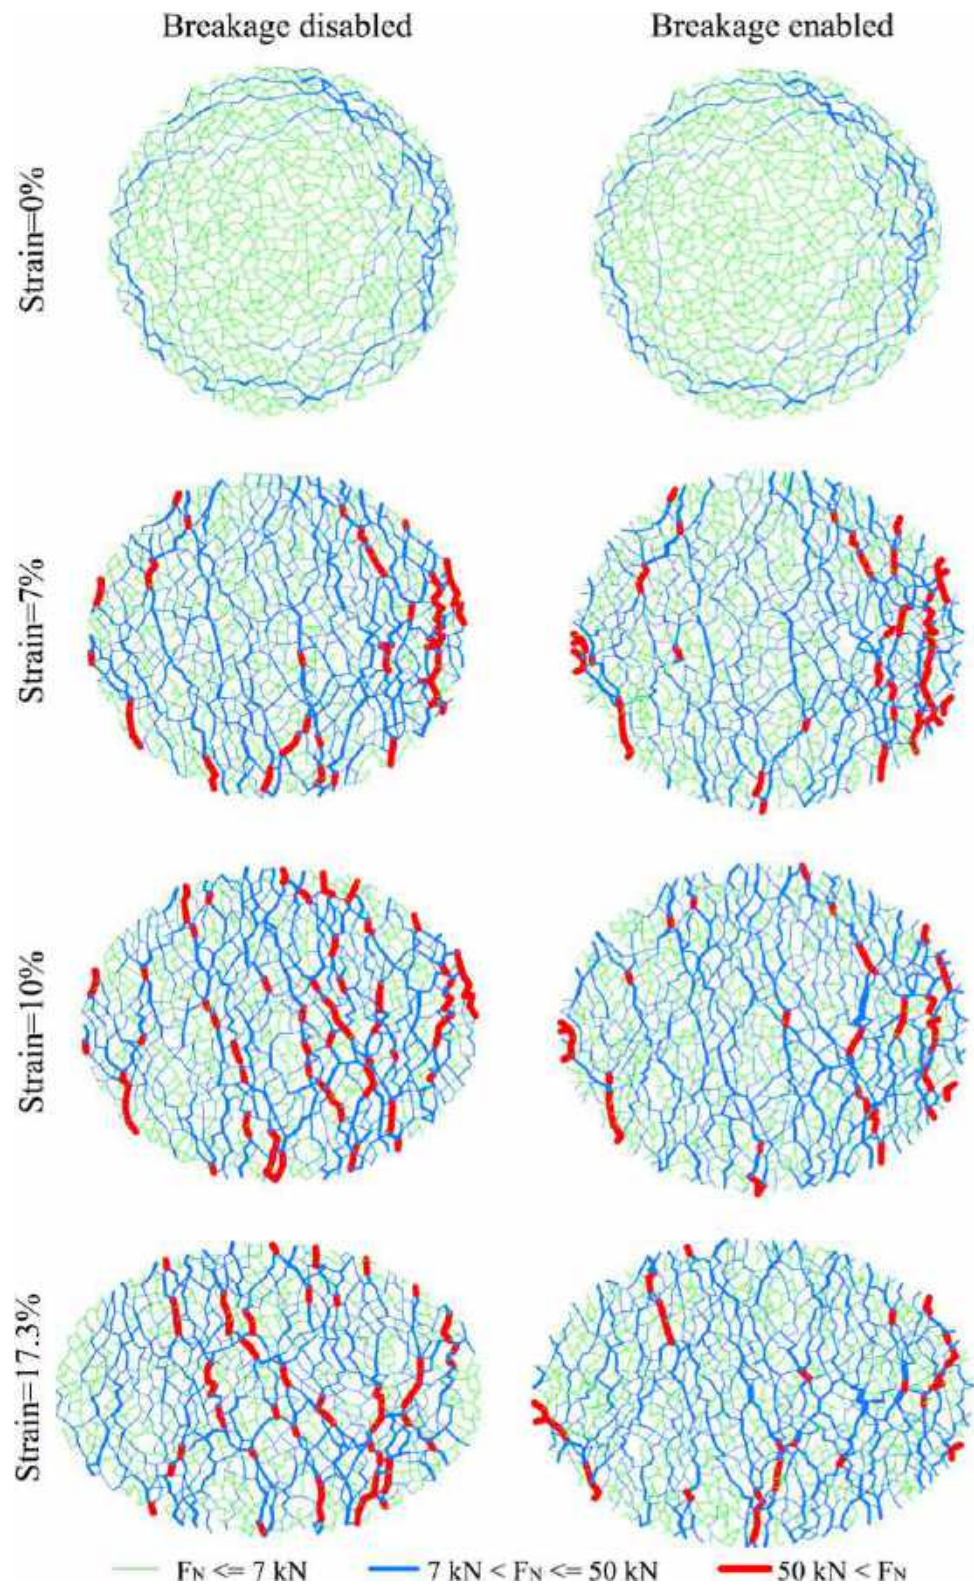 Breakage disabled
Breakage enabled
Strain=0%
Strain=7%
Strain=10%
Strain=17.3%
FN <= 7 kN
7 kN < FN <= 50 kN
50 kN < FN